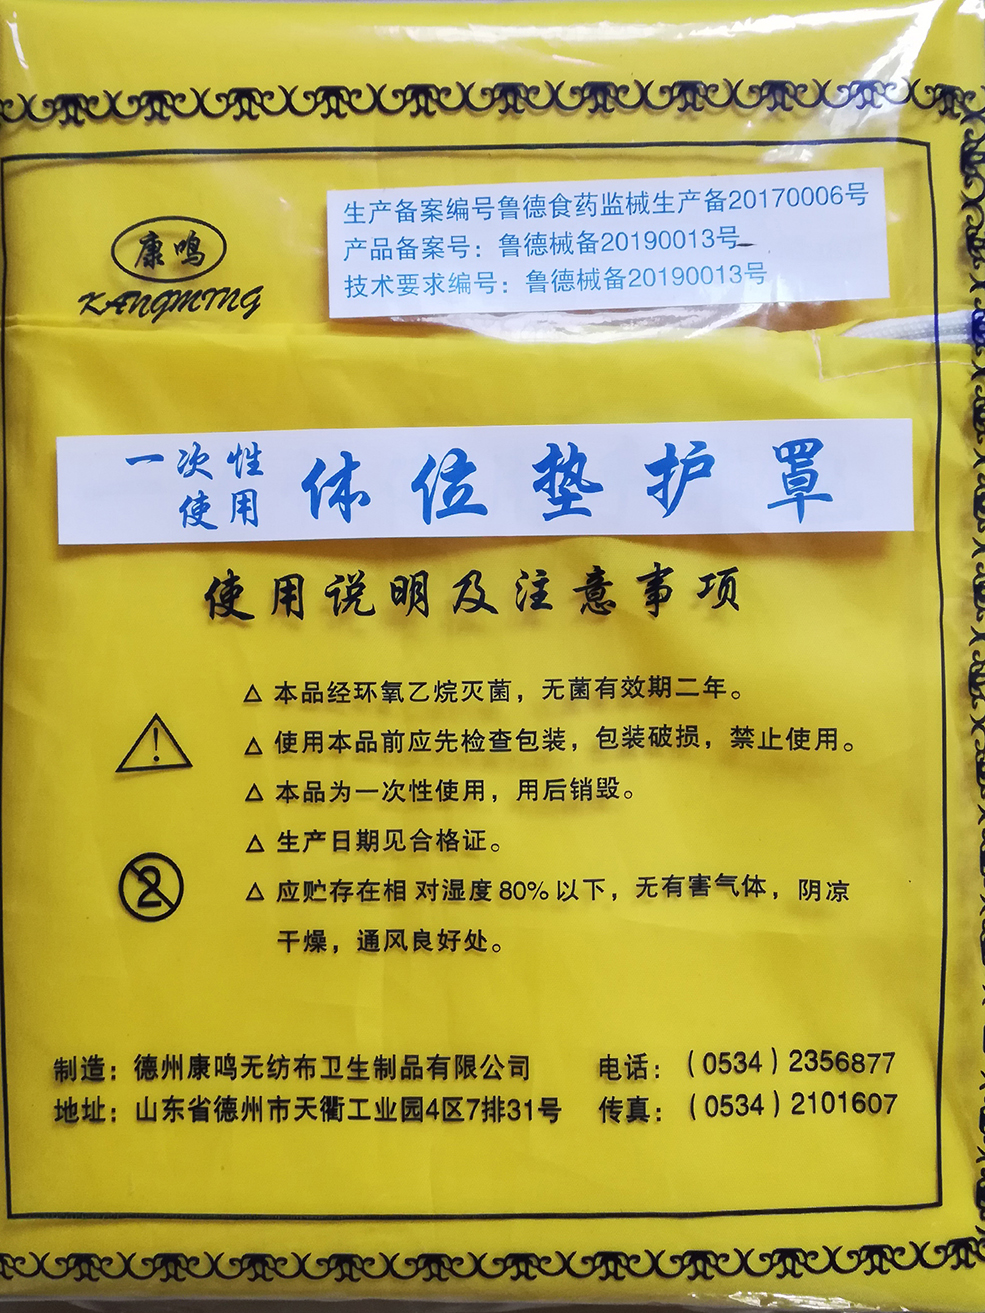 生产备案编号鲁德食药监械生产备20170006号
产品备案号：鲁德械备20190013号
技术要求编号：鲁德械备20190013号
康鸣
KANGMING
一次性
使用
体位垫护罩
使用说明及注意事项
△ 本品经环氧乙烷灭菌，无菌有效期二年。
△ 使用本品前应先检查包装，包装破损，禁止使用。
△ 本品为一次性使用，用后销毁。
△ 生产日期见合格证。
△ 应贮存在相对湿度80%以下，无有害气体，阴凉
干燥，通风良好处。
2
制造：德州康鸣无纺布卫生制品有限公司 电话：（0534）2356877
地址：山东省德州市天衢工业园4区7排31号 传真：（0534）2101607